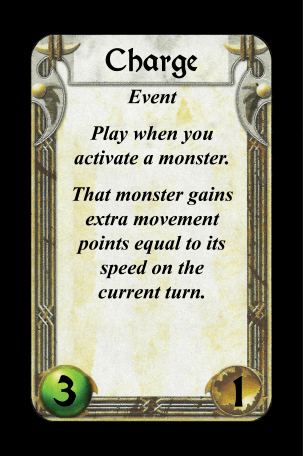 Charge
Event
Play when you
activate a monster.
That monster gains
extra movement
points equal to its
speed on the
current turn.
3 1